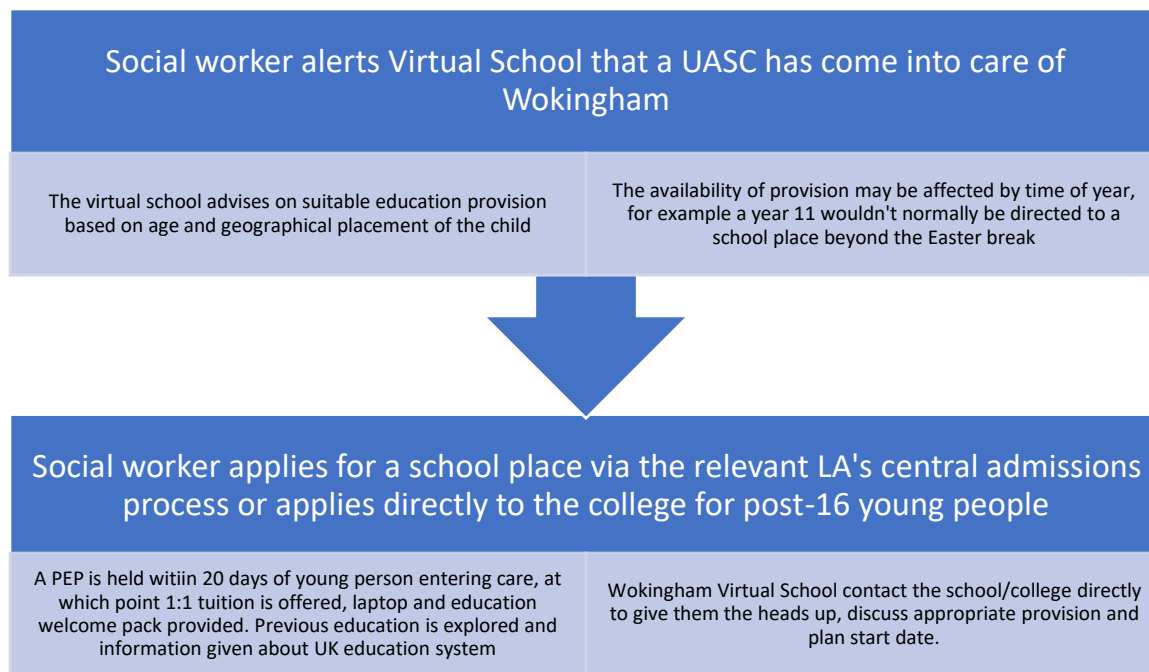 Social worker alerts Virtual School that a UASC has come into care of
Wokingham
The virtual school advises on suitable education provision
based on age and geographical placement of the child
The availability of provision may be affected by time of year,
for example a year 11 wouldn't normally be directed to a
school place beyond the Easter break
Social worker applies for a school place via the relevant LA's central admissions
process or applies directly to the college for post-16 young people
A PEP is held witiin 20 days of young person entering care, at
which point 1:1 tuition is offered, laptop and education
welcome pack provided. Previous education is explored and
information given about UK education system
Wokingham Virtual School contact the school/college directly
to give them the heads up, discuss appropriate provision and
plan start date.